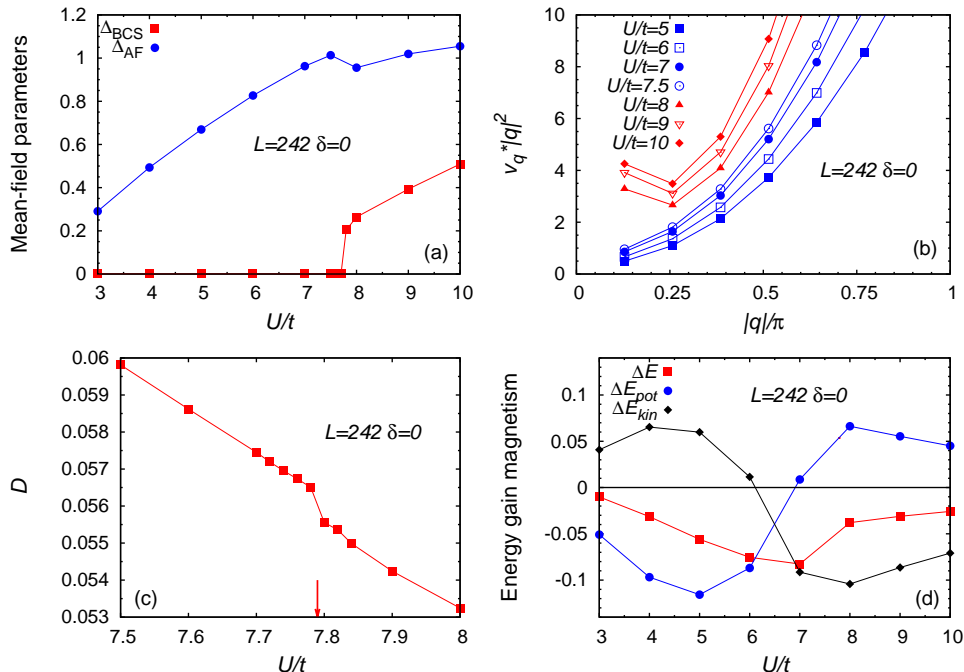 Δ_BCS
Δ_AF
Mean-field parameters
1.2
1
0.8
0.6
0.4
0.2
0
L=242 δ=0
(a)
3 4 5 6 7 8 9 10
U/t
U/t=5
U/t=6
U/t=7
U/t=7.5
U/t=8
U/t=9
U/t=10
v_q*|q|^2
10
8
6
4
2
0
L=242 δ=0
(b)
0 0.25 0.5 0.75 1
|q|/π
D
0.06
0.059
0.058
0.057
0.056
0.055
0.054
0.053
L=242 δ=0
(c)
7.5 7.6 7.7 7.8 7.9 8
U/t
ΔE
ΔE_pot
ΔE_kin
Energy gain magnetism
0.1
0.05
0
-0.05
-0.1
L=242 δ=0
(d)
3 4 5 6 7 8 9 10
U/t